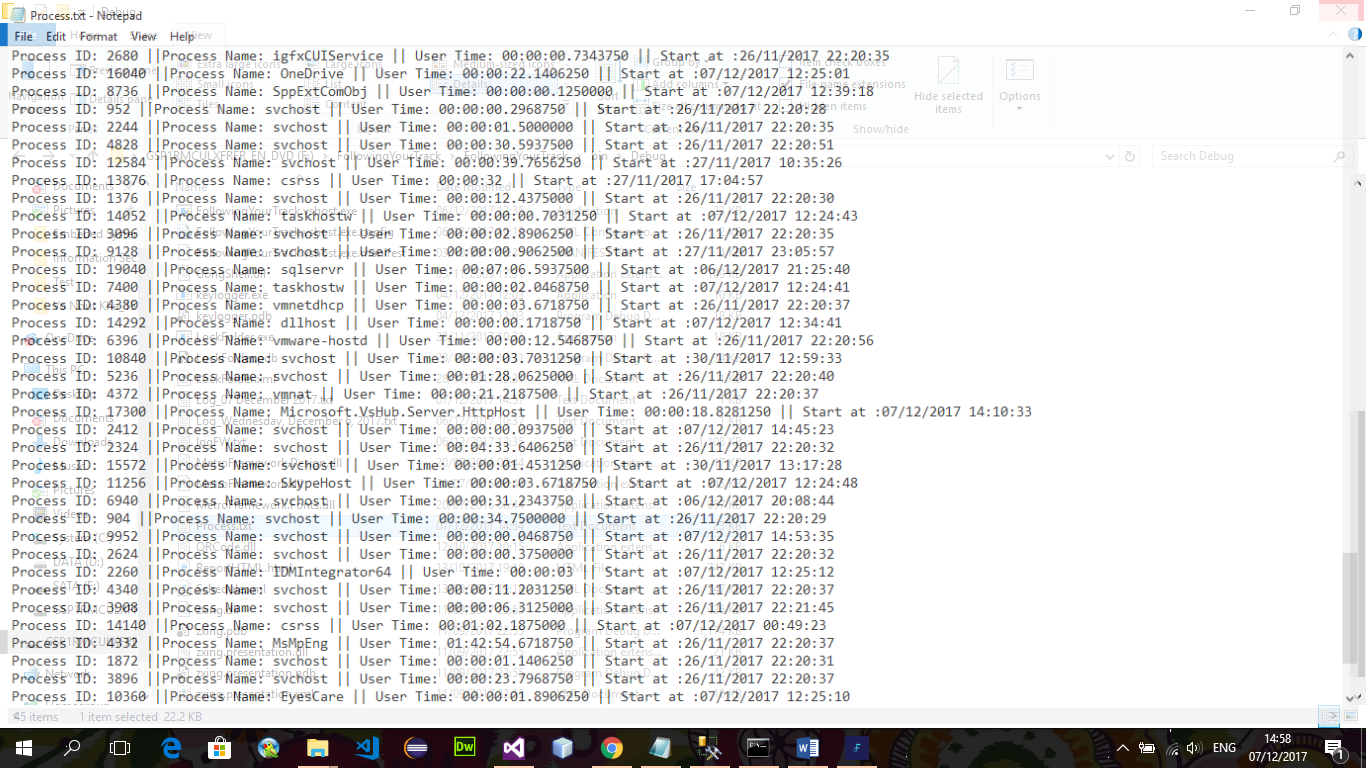 Process.txt - Notepad
File Edit Format View Help
Process ID: 2680 ||Process Name: igfxCUIService || User Time: 00:00:00.7343750 || Start at :26/11/2017 22:20:35
Process ID: 16040 ||Process Name: OneDrive || User Time: 00:00:22.1406250 || Start at :07/12/2017 12:25:01
Process ID: 8736 ||Process Name: SppExtComObj || User Time: 00:00:00.1250000 || Start at :07/12/2017 12:39:18
Process ID: 952 ||Process Name: svchost || User Time: 00:00:00.2968750 || Start at :26/11/2017 22:20:28
Process ID: 2244 ||Process Name: svchost || User Time: 00:00:01.5000000 || Start at :26/11/2017 22:20:35
Process ID: 4828 ||Process Name: svchost || User Time: 00:00:30.5937500 || Start at :26/11/2017 22:20:51
Process ID: 12584 ||Process Name: svchost || User Time: 00:00:39.7656250 || Start at :27/11/2017 10:35:26
Process ID: 13876 ||Process Name: csrss || User Time: 00:00:32 || Start at :27/11/2017 17:04:57
Process ID: 1376 ||Process Name: svchost || User Time: 00:00:12.4375000 || Start at :26/11/2017 22:20:30
Process ID: 14052 ||Process Name: taskhostw || User Time: 00:00:00.7031250 || Start at :07/12/2017 12:24:43
Process ID: 3096 ||Process Name: svchost || User Time: 00:00:02.8906250 || Start at :26/11/2017 22:20:35
Process ID: 9128 ||Process Name: svchost || User Time: 00:00:00.9062500 || Start at :27/11/2017 23:05:57
Process ID: 19040 ||Process Name: sqlservr || User Time: 00:07:06.5937500 || Start at :06/12/2017 21:25:40
Process ID: 7400 ||Process Name: taskhostw || User Time: 00:00:02.0468750 || Start at :07/12/2017 12:24:41
Process ID: 4380 ||Process Name: vmnetdhcp || User Time: 00:00:03.6718750 || Start at :26/11/2017 22:20:37
Process ID: 14292 ||Process Name: dllhost || User Time: 00:00:00.1718750 || Start at :07/12/2017 12:34:41
Process ID: 6396 ||Process Name: vmware-hostd || User Time: 00:00:12.5468750 || Start at :26/11/2017 22:20:56
Process ID: 10840 ||Process Name: svchost || User Time: 00:00:03.7031250 || Start at :30/11/2017 12:59:33
Process ID: 5236 ||Process Name: svchost || User Time: 00:01:28.0625000 || Start at :26/11/2017 22:20:40
Process ID: 4372 ||Process Name: vmnat || User Time: 00:00:21.2187500 || Start at :26/11/2017 22:20:37
Process ID: 17300 ||Process Name: Microsoft.VsHub.Server.HttpHost || User Time: 00:00:18.8281250 || Start at :07/12/2017 14:10:33
Process ID: 2412 ||Process Name: svchost || User Time: 00:00:00.0937500 || Start at :07/12/2017 14:45:23
Process ID: 2324 ||Process Name: svchost || User Time: 00:04:33.6406250 || Start at :26/11/2017 22:20:32
Process ID: 15572 ||Process Name: svchost || User Time: 00:00:01.4531250 || Start at :30/11/2017 13:17:28
Process ID: 11256 ||Process Name: SkypeHost || User Time: 00:00:03.6718750 || Start at :07/12/2017 12:24:48
Process ID: 6940 ||Process Name: svchost || User Time: 00:00:31.2343750 || Start at :06/12/2017 20:08:44
Process ID: 904 ||Process Name: svchost || User Time: 00:00:34.7500000 || Start at :26/11/2017 22:20:29
Process ID: 9952 ||Process Name: svchost || User Time: 00:00:00.0468750 || Start at :07/12/2017 14:53:35
Process ID: 2624 ||Process Name: svchost || User Time: 00:00:00.3750000 || Start at :26/11/2017 22:20:32
Process ID: 2260 ||Process Name: IDMIntegrator64 || User Time: 00:00:03 || Start at :07/12/2017 12:25:12
Process ID: 4340 ||Process Name: svchost || User Time: 00:00:11.2031250 || Start at :26/11/2017 22:20:37
Process ID: 3908 ||Process Name: svchost || User Time: 00:00:06.3125000 || Start at :26/11/2017 22:21:45
Process ID: 14140 ||Process Name: csrss || User Time: 00:01:02.1875000 || Start at :07/12/2017 00:49:23
Process ID: 4332 ||Process Name: MsMpEng || User Time: 01:42:54.6718750 || Start at :26/11/2017 22:20:37
Process ID: 1872 ||Process Name: svchost || User Time: 00:00:01.1406250 || Start at :26/11/2017 22:20:31
Process ID: 3896 ||Process Name: svchost || User Time: 00:00:23.7968750 || Start at :26/11/2017 22:20:37
Process ID: 10360 ||Process Name: EyesCare || User Time: 00:00:01.8906250 || Start at :07/12/2017 12:25:10
Hide selected items
Options
Show/hide
Search Debug
45 items 1 item selected 22.2 KB
Dw
ENG
14:58
07/12/2017